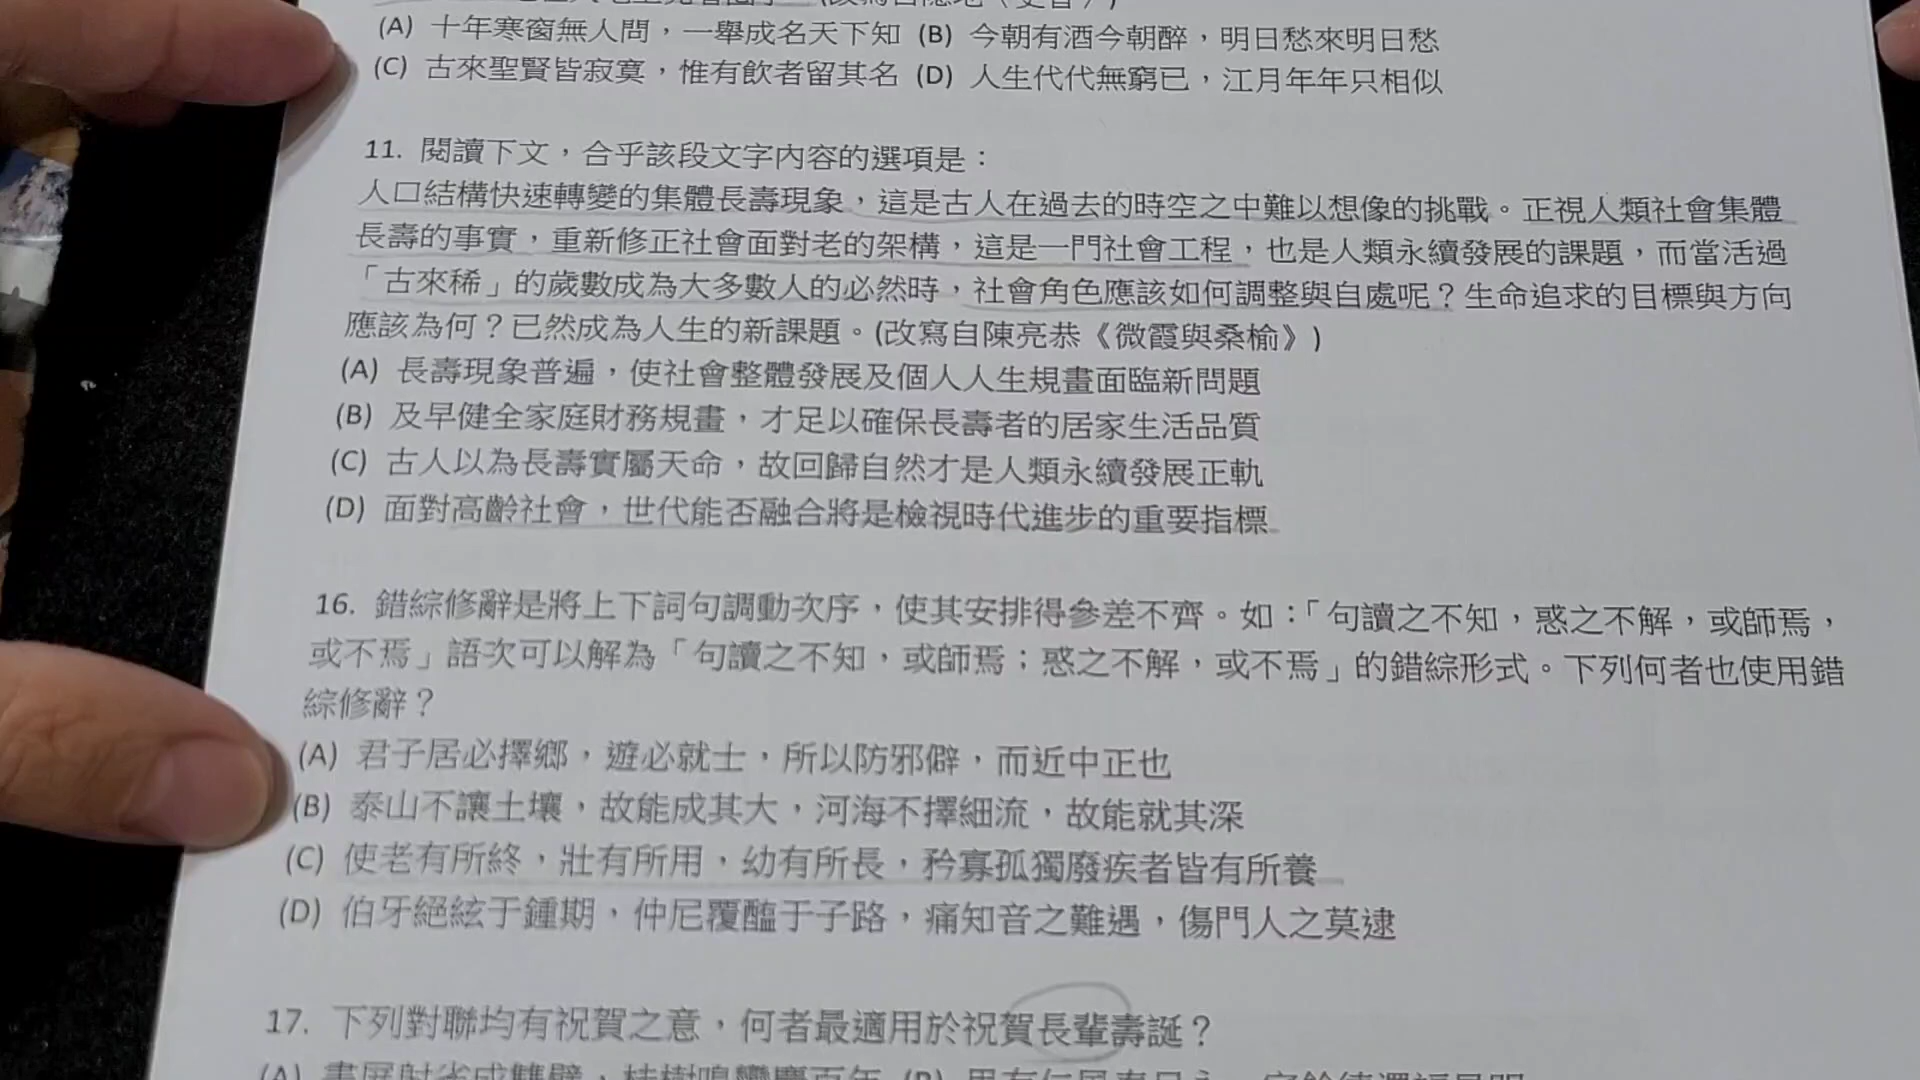 (A) 十年寒窗無人問，一舉成名天下知 (B) 今朝有酒今朝醉，明日愁來明日愁
(C) 古來聖賢皆寂寞，惟有飲者留其名 (D) 人生代代無窮已，江月年年只相似
11. 閱讀下文，合乎該段文字內容的選項是：
人口結構快速轉變的集體長壽現象，這是古人在過去的時空之中難以想像的挑戰。正視人類社會集體
長壽的事實，重新修正社會面對老的架構，這是一門社會工程，也是人類永續發展的課題，而當活過
「古來稀」的歲數成為大多數人的必然時，社會角色應該如何調整與自處呢？生命追求的目標與方向
應該為何？已然成為人生的新課題。(改寫自陳亮恭《微霞與桑榆》)
(A) 長壽現象普遍，使社會整體發展及個人人生規畫面臨新問題
(B) 及早健全家庭財務規畫，才足以確保長壽者的居家生活品質
(C) 古人以為長壽實屬天命，故回歸自然才是人類永續發展正軌
(D) 面對高齡社會，世代能否融合將是檢視時代進步的重要指標
16. 錯綜修辭是將上下詞句調動次序，使其安排得參差不齊。如：「句讀之不知，惑之不解，或師焉，
或不焉」語次可以解為「句讀之不知，或師焉；惑之不解，或不焉」的錯綜形式。下列何者也使用錯
綜修辭？
(A) 君子居必擇鄉，遊必就士，所以防邪僻，而近中正也
(B) 泰山不讓土壤，故能成其大，河海不擇細流，故能就其深
(C) 使老有所終，壯有所用，幼有所長，矜寡孤獨廢疾者皆有所養
(D) 伯牙絕絃于鍾期，仲尼覆醢于子路，痛知音之難遇，傷門人之莫逮
17. 下列對聯均有祝賀之意，何者最適用於祝賀長輩壽誕？